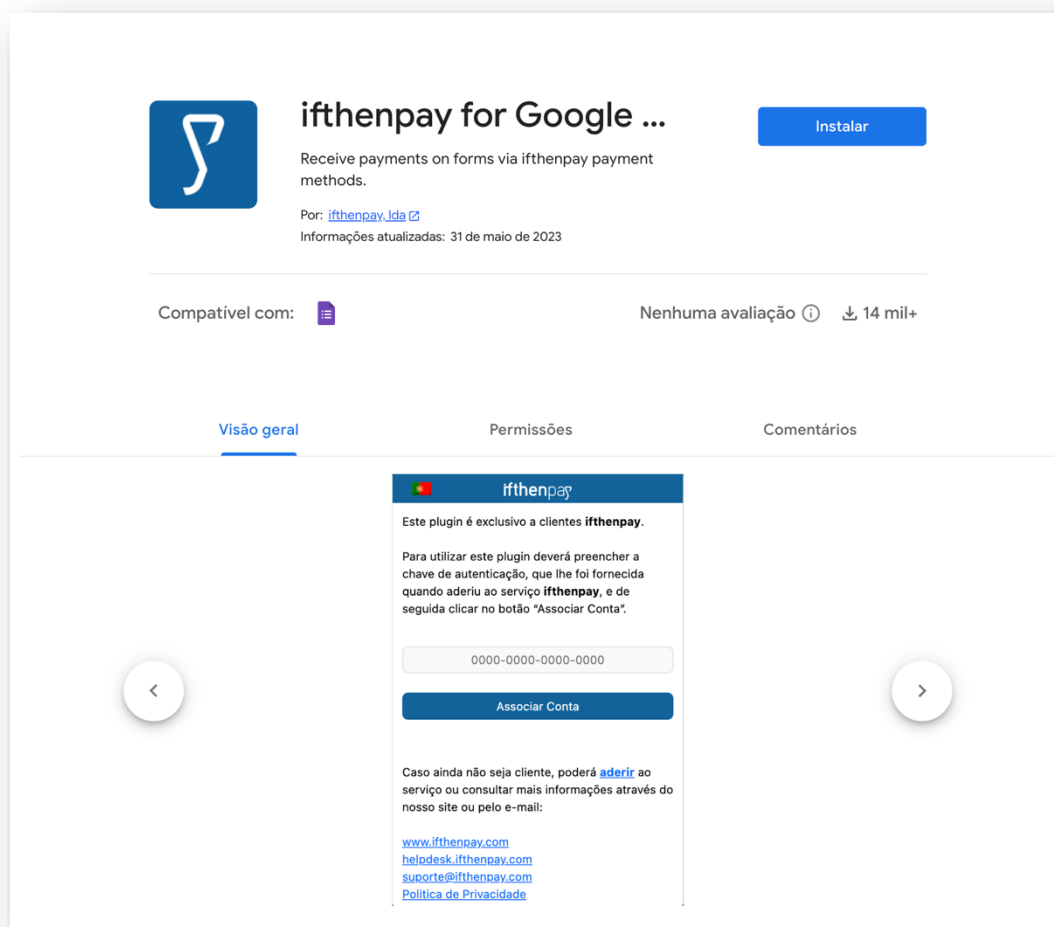 ifthenpay for Google ...
Instalar
Receive payments on forms via ifthenpay payment
methods.
Por: ifthenpay, lda
Informações atualizadas: 31 de maio de 2023
Compatível com:
Nenhuma avaliação
14 mil+
Visão geral
Permissões
Comentários
ifthenpay
Este plugin é exclusivo a clientes ifthenpay.
Para utilizar este plugin deverá preencher a
chave de autenticação, que lhe foi fornecida
quando aderiu ao serviço ifthenpay, e de
seguida clicar no botão “Associar Conta”.
0000-0000-0000-0000
Associar Conta
Caso ainda não seja cliente, poderá aderir ao
serviço ou consultar mais informações através do
nosso site ou pelo e-mail:
www.ifthenpay.com
helpdesk.ifthenpay.com
suporte@ifthenpay.com
Politica de Privacidade